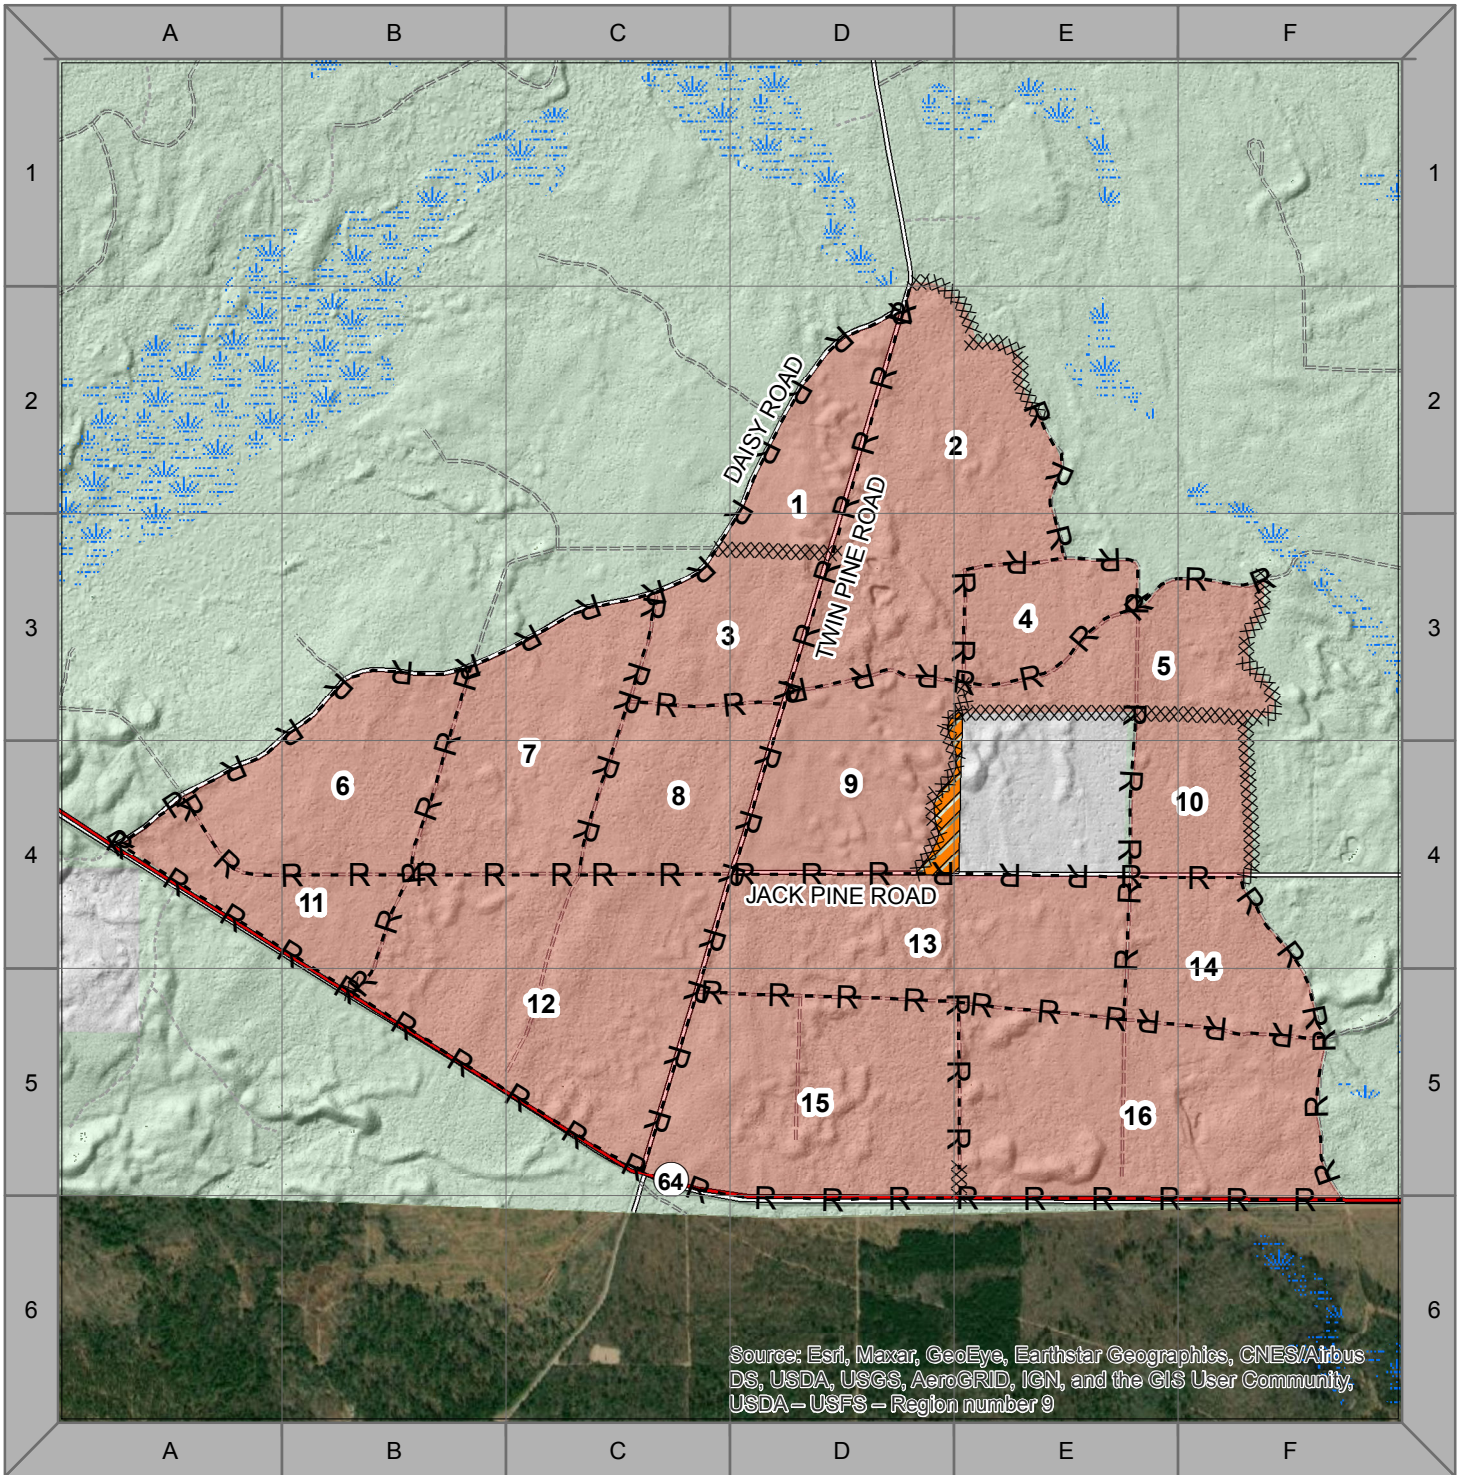 A B C D E F
1 1
2 2
DAISY ROAD
2
1
TWIN PINE ROAD
3 3
4
3
5
7
6
8
9
10
4 4
JACK PINE ROAD
11
13
14
12
5 5
15
16
64
6 6
Source: Esri, Maxar, GeoEye, Earthstar Geographics, CNES/Airbus
DS, USDA, USGS, AeroGRID, IGN, and the GIS User Community,
USDA – USFS – Region number 9
A B C D E F